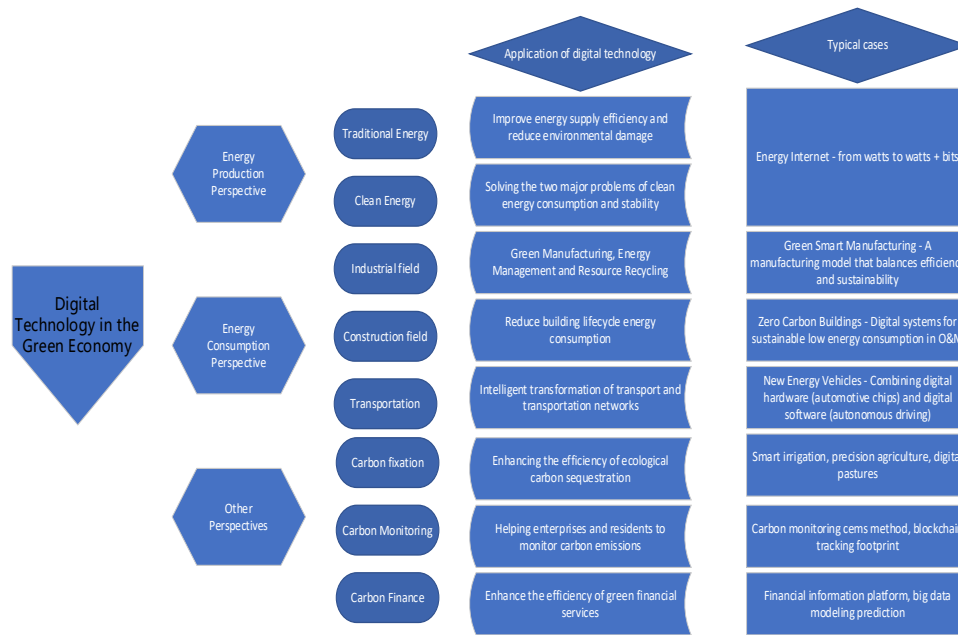 Application of digital technology
Typical cases
Digital
Technology in the
Green Economy
Energy
Production
Perspective
Traditional Energy
Improve energy supply efficiency and
reduce environmental damage
Energy Internet - from watts to watts + bits
Clean Energy
Solving the two major problems of clean
energy consumption and stability
Energy
Consumption
Perspective
Industrial field
Green Manufacturing, Energy
Management and Resource Recycling
Green Smart Manufacturing - A
manufacturing model that balances efficienc
and sustainability
Construction field
Reduce building lifecycle energy
consumption
Zero Carbon Buildings - Digital systems for
sustainable low energy consumption in O&M
Transportation
Intelligent transformation of transport and
transportation networks
New Energy Vehicles - Combining digital
hardware (automotive chips) and digital
software (autonomous driving)
Other
Perspectives
Carbon fixation
Enhancing the efficiency of ecological
carbon sequestration
Smart irrigation, precision agriculture, digita
pastures
Carbon Monitoring
Helping enterprises and residents to
monitor carbon emissions
Carbon monitoring cems method, blockchain
tracking footprint
Carbon Finance
Enhance the efficiency of green financial
services
Financial information platform, big data
modeling prediction